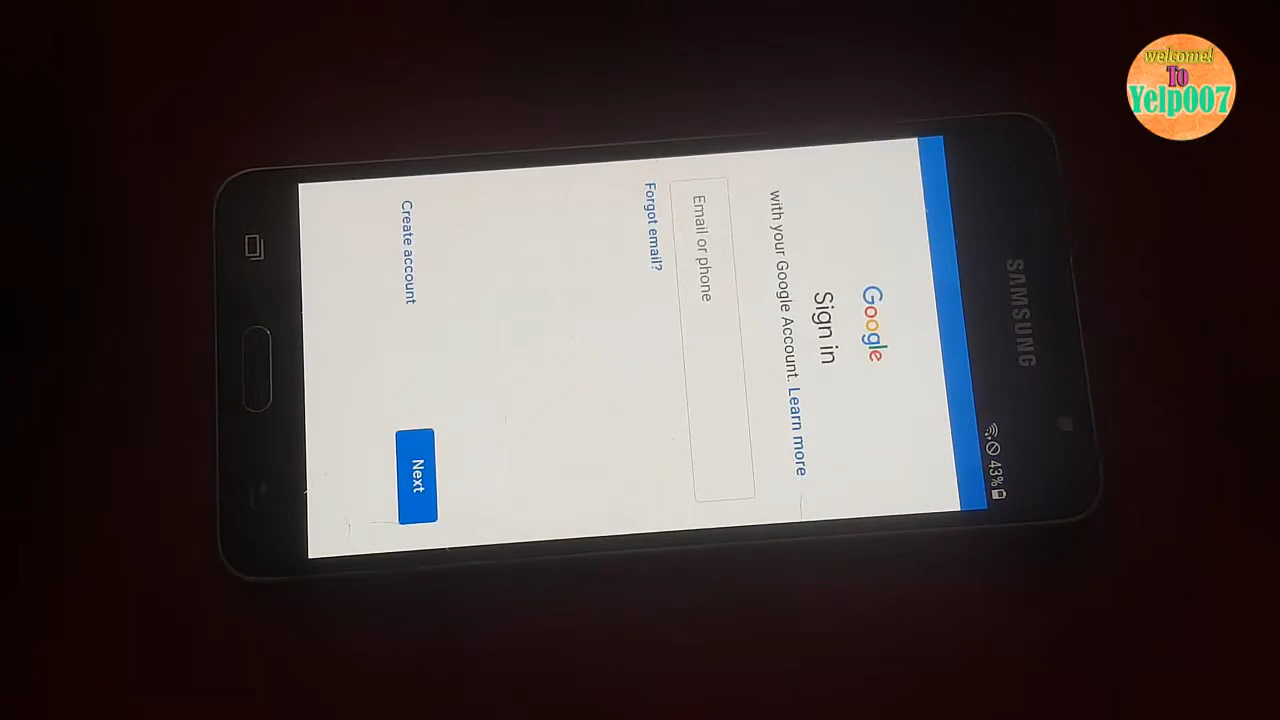 welcome!
To
Yelp007
SAMSUNG
43%
Google
Sign in
with your Google Account. Learn more
Email or phone
Forgot email?
Create account
Next